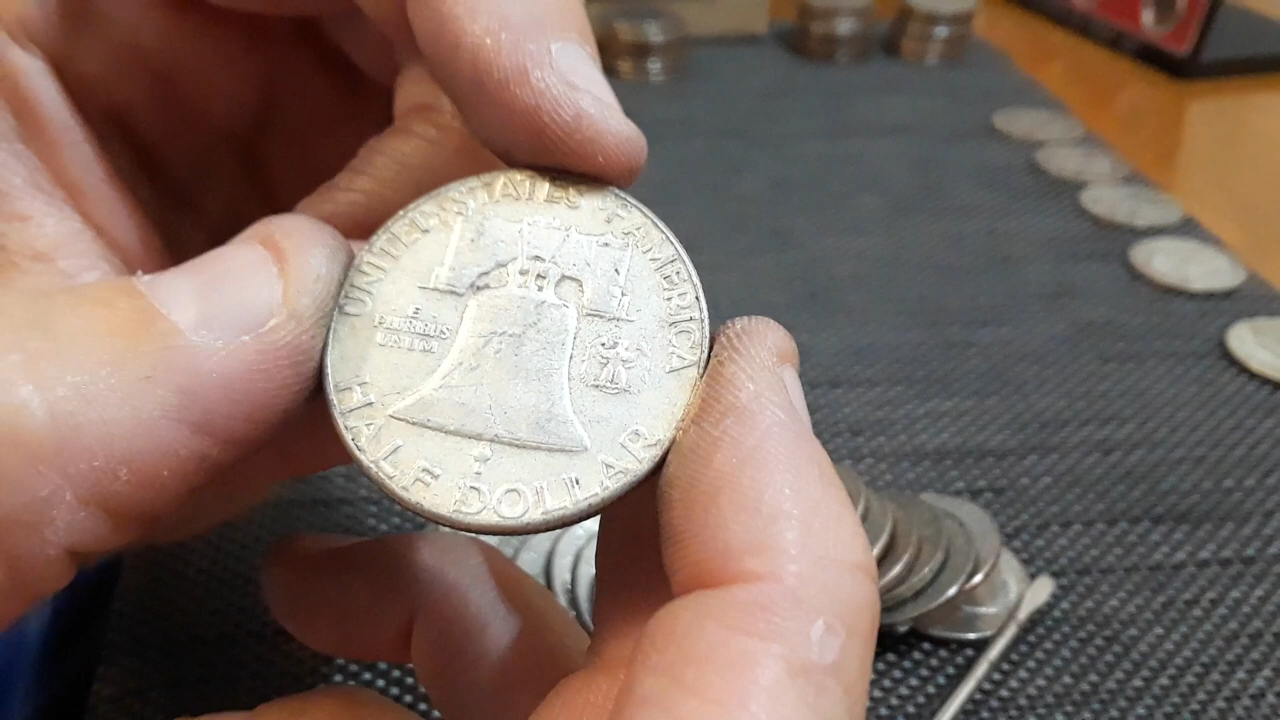 UNITED STATES OF AMERICA
E
PLURIBUS
UNUM
HALF DOLLAR